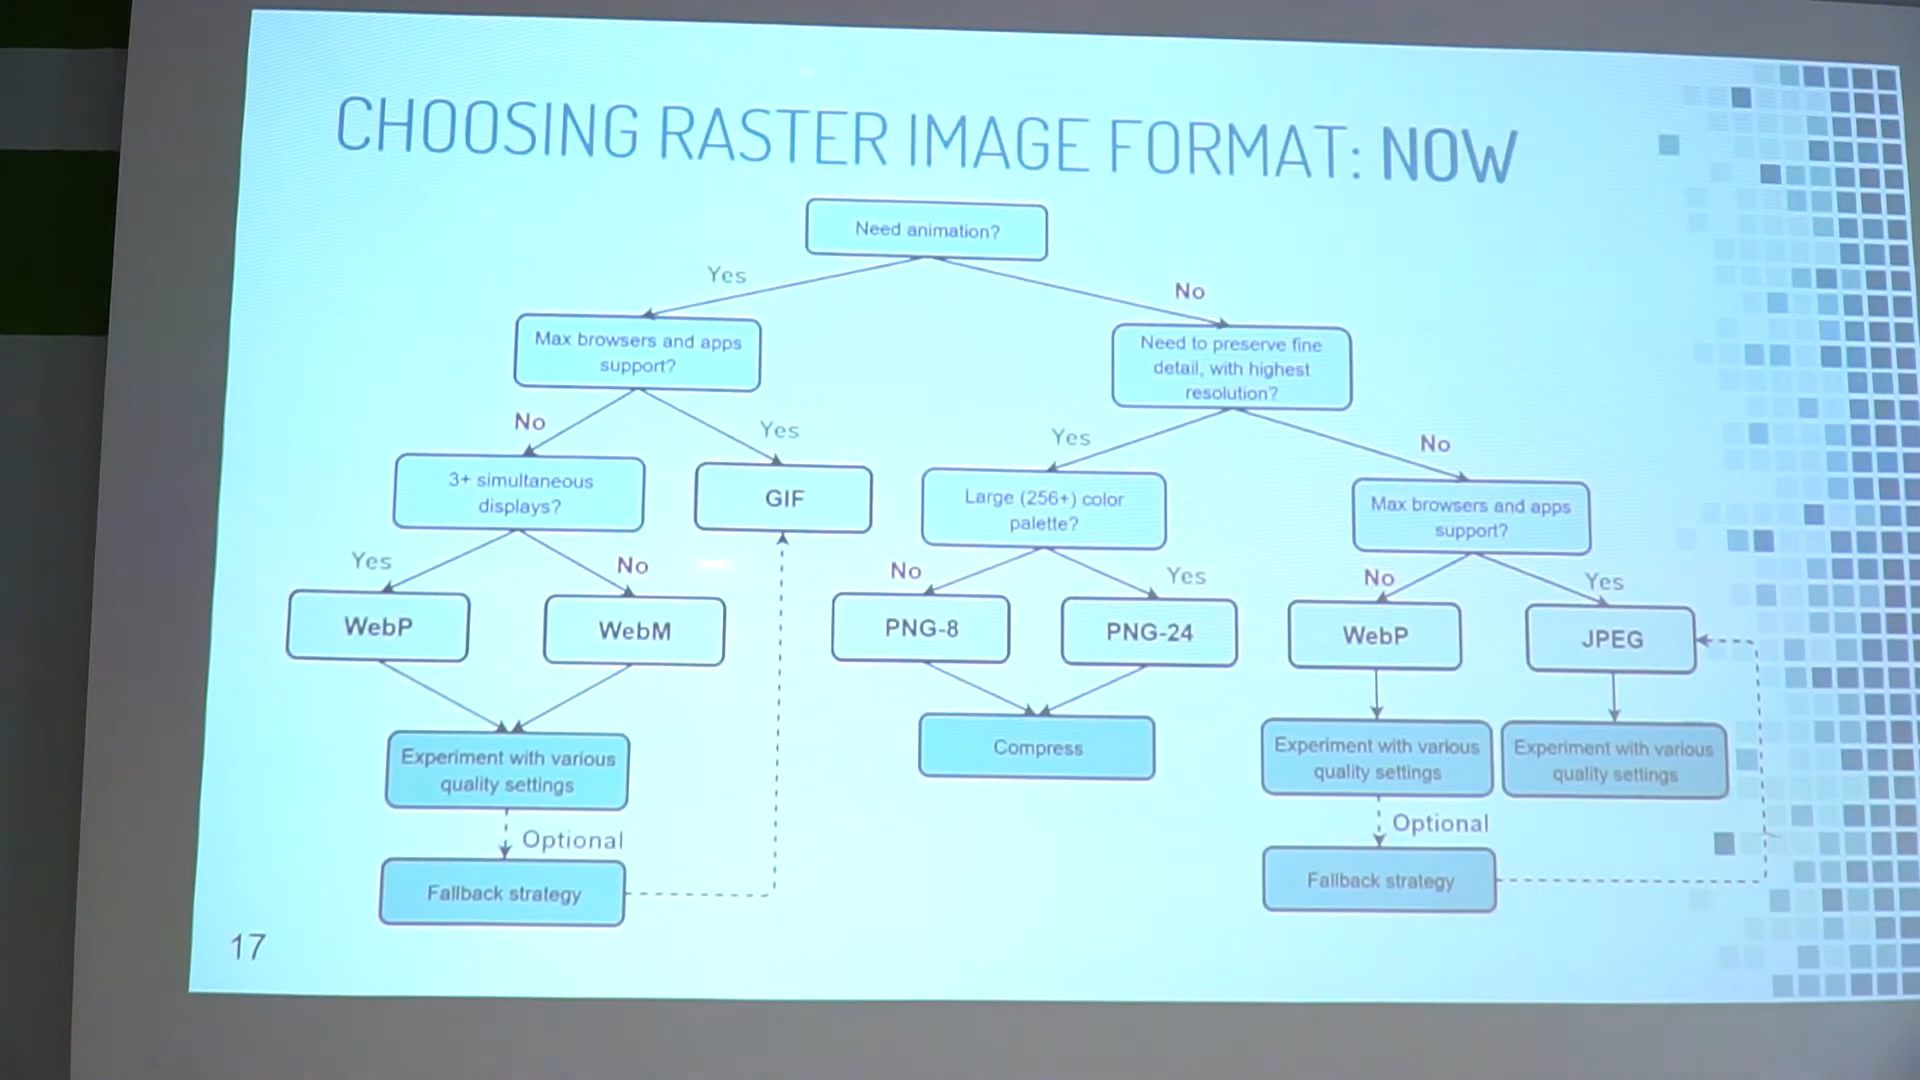 CHOOSING RASTER IMAGE FORMAT: NOW
Need animation?
Yes
No
Max browsers and apps
support?
Need to preserve fine
detail, with highest
resolution?
No
Yes
Yes
No
3+ simultaneous
displays?
GIF
Large (256+) color
palette?
Max browsers and apps
support?
Yes
No
No
Yes
No
Yes
WebP
WebM
PNG-8
PNG-24
WebP
JPEG
Experiment with various
quality settings
Compress
Experiment with various
quality settings
Experiment with various
quality settings
Optional
Optional
Fallback strategy
Fallback strategy
17